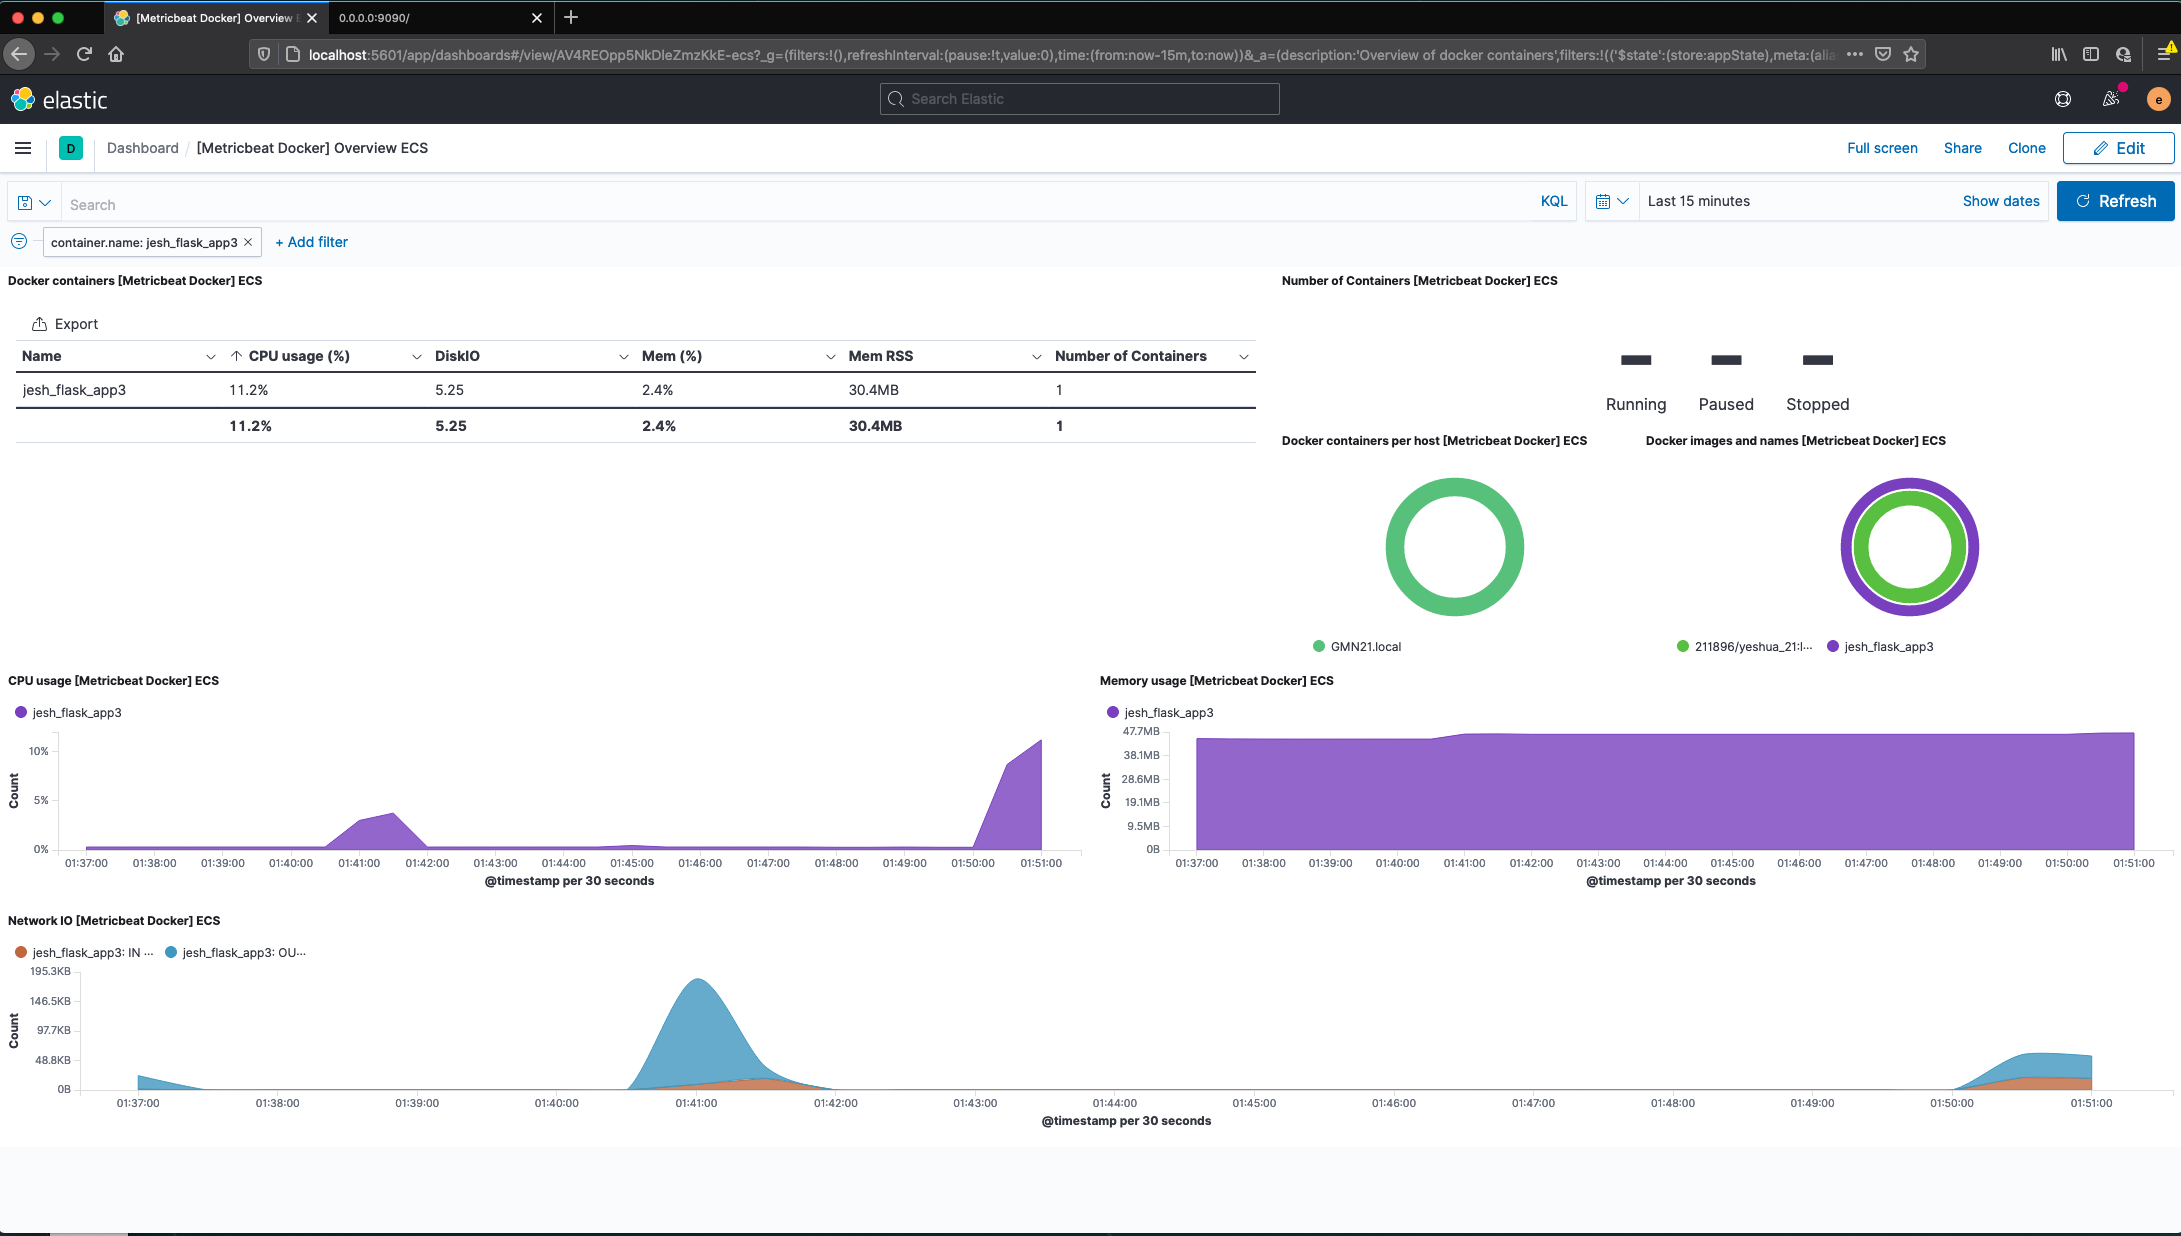 [Metricbeat Docker] Overview E
0.0.0.0:9090/
localhost:5601/app/dashboards#/view/AV4REOpp5NkDleZmzKkE-ecs?_g=(filters:!(),refreshInterval:(pause:!t,value:0),time:(from:now-15m,to:now))&_a=(description:'Overview of docker containers',filters:!(('$state':(store:appState),meta:(alia
elastic
Search Elastic
e
D
Dashboard / [Metricbeat Docker] Overview ECS
Full screen Share Clone Edit
Search
KQL
Last 15 minutes
Show dates
Refresh
container.name: jesh_flask_app3
+ Add filter
Docker containers [Metricbeat Docker] ECS
Export
Name CPU usage (%) DiskIO Mem (%) Mem RSS Number of Containers
jesh_flask_app3 11.2% 5.25 2.4% 30.4MB 1
11.2% 5.25 2.4% 30.4MB 1
Number of Containers [Metricbeat Docker] ECS
Running Paused Stopped
Docker containers per host [Metricbeat Docker] ECS
GMN21.local
Docker images and names [Metricbeat Docker] ECS
211896/yeshua_21:l… jesh_flask_app3
CPU usage [Metricbeat Docker] ECS
jesh_flask_app3
Count
10%
5%
0%
01:37:00 01:38:00 01:39:00 01:40:00 01:41:00 01:42:00 01:43:00 01:44:00 01:45:00 01:46:00 01:47:00 01:48:00 01:49:00 01:50:00 01:51:00
@timestamp per 30 seconds
Memory usage [Metricbeat Docker] ECS
jesh_flask_app3
Count
47.7MB
38.1MB
28.6MB
19.1MB
9.5MB
0B
01:37:00 01:38:00 01:39:00 01:40:00 01:41:00 01:42:00 01:43:00 01:44:00 01:45:00 01:46:00 01:47:00 01:48:00 01:49:00 01:50:00 01:51:00
@timestamp per 30 seconds
Network IO [Metricbeat Docker] ECS
jesh_flask_app3: IN … jesh_flask_app3: OU…
Count
195.3KB
146.5KB
97.7KB
48.8KB
0B
01:37:00 01:38:00 01:39:00 01:40:00 01:41:00 01:42:00 01:43:00 01:44:00 01:45:00 01:46:00 01:47:00 01:48:00 01:49:00 01:50:00 01:51:00
@timestamp per 30 seconds